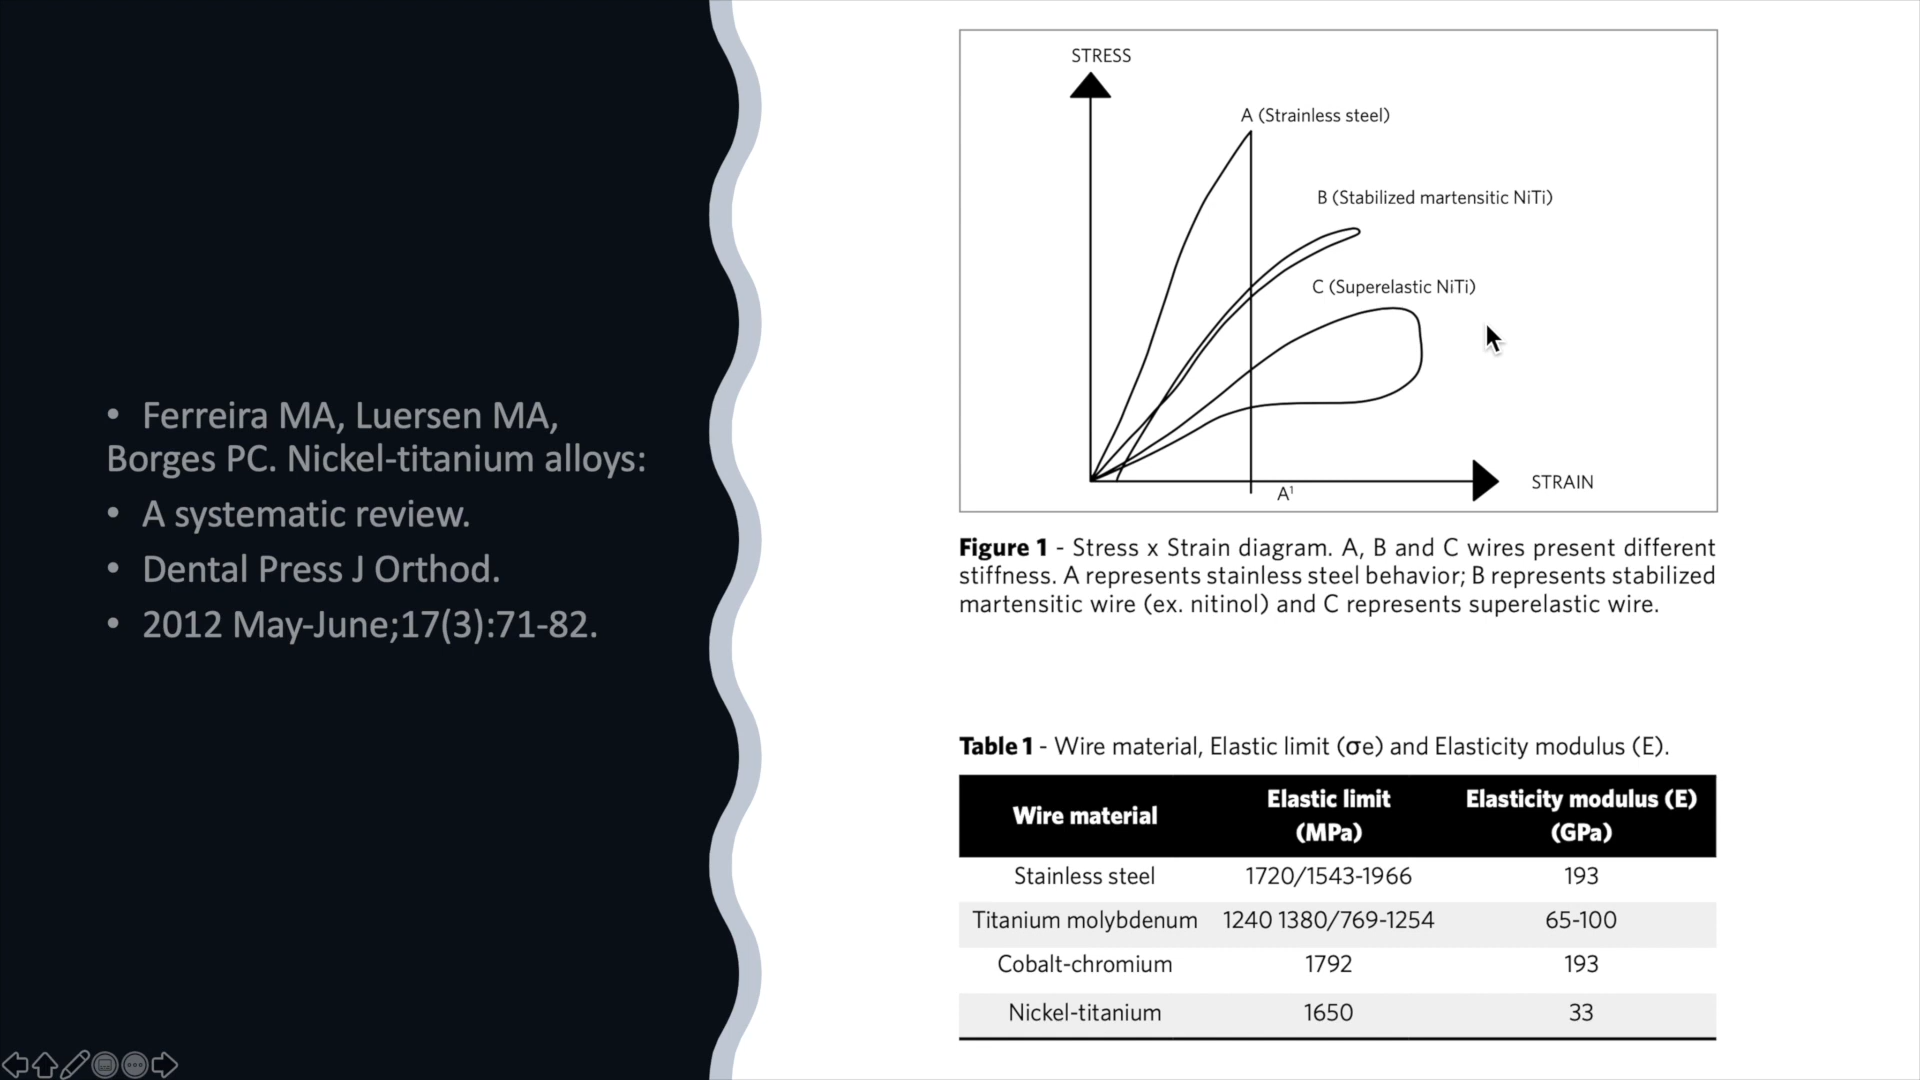 • Ferreira MA, Luersen MA,
Borges PC. Nickel-titanium alloys:
• A systematic review.
• Dental Press J Orthod.
• 2012 May-June;17(3):71-82.
STRESS
A (Strainless steel)
B (Stabilized martensitic NiTi)
C (Superelastic NiTi)
STRAIN
A¹
Figure 1 - Stress x Strain diagram. A, B and C wires present different
stiffness. A represents stainless steel behavior; B represents stabilized
martensitic wire (ex. nitinol) and C represents superelastic wire.
Table 1 - Wire material, Elastic limit (σe) and Elasticity modulus (E).
Wire material Elastic limit (MPa) Elasticity modulus (E) (GPa)
Stainless steel 1720/1543-1966 193
Titanium molybdenum 1240 1380/769-1254 65-100
Cobalt-chromium 1792 193
Nickel-titanium 1650 33